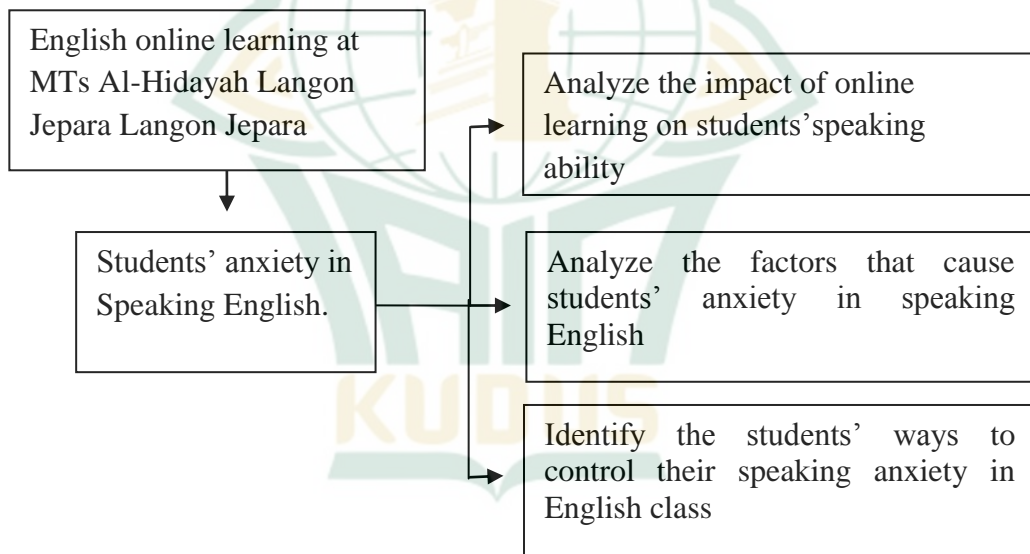 English online learning at
MTs Al-Hidayah Langon
Jepara Langon Jepara
Students’ anxiety in
Speaking English.
Analyze the impact of online
learning on students’speaking
ability
Analyze the factors that cause
students’ anxiety in speaking
English
Identify the students’ ways to
control their speaking anxiety in
English class
KUDUS